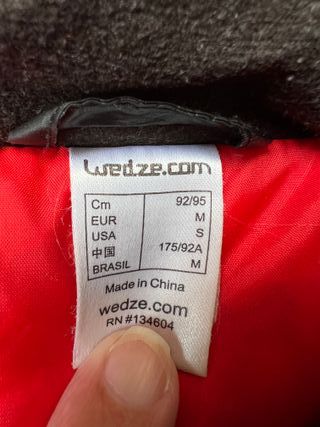 wedze.com
Cm 92/95
EUR M
USA S
中国 175/92A
BRASIL M
Made in China
wedze.com
RN #134604